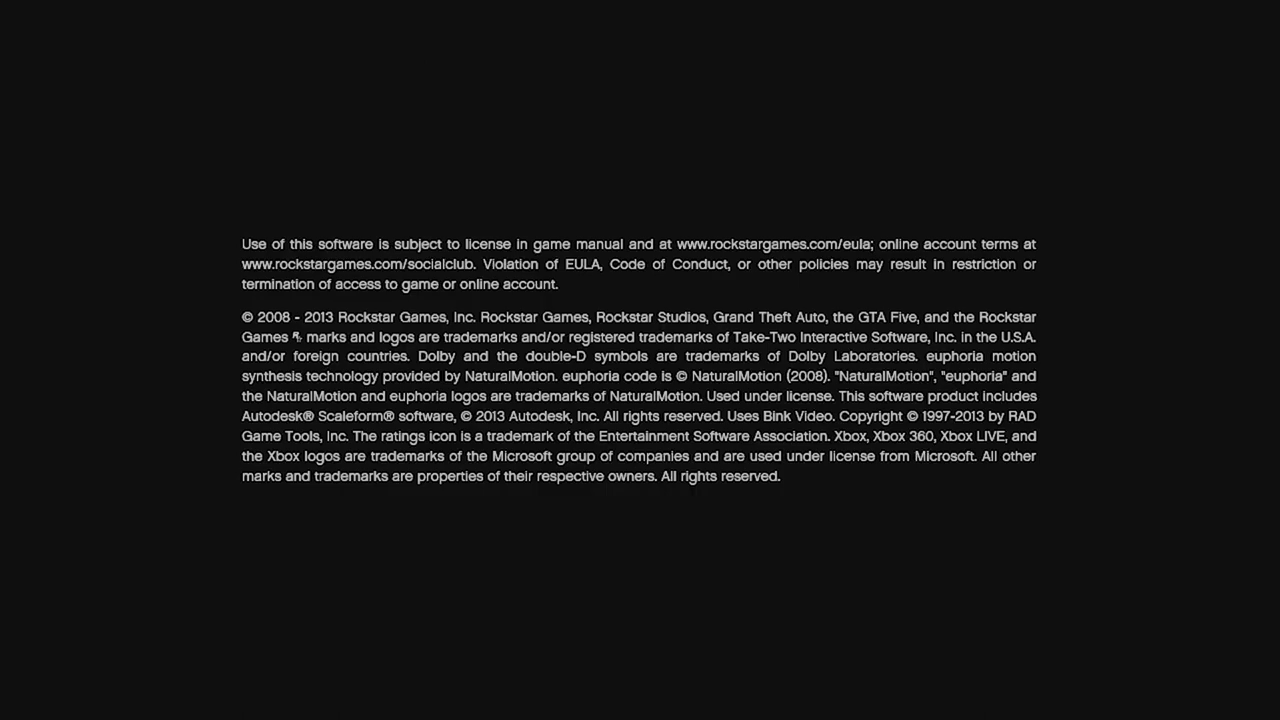 Use of this software is subject to license in game manual and at www.rockstargames.com/eula; online account terms at
www.rockstargames.com/socialclub. Violation of EULA, Code of Conduct, or other policies may result in restriction or
termination of access to game or online account.
© 2008 - 2013 Rockstar Games, Inc. Rockstar Games, Rockstar Studios, Grand Theft Auto, the GTA Five, and the Rockstar
Games R* marks and logos are trademarks and/or registered trademarks of Take-Two Interactive Software, Inc. in the U.S.A.
and/or foreign countries. Dolby and the double-D symbols are trademarks of Dolby Laboratories. euphoria motion
synthesis technology provided by NaturalMotion. euphoria code is © NaturalMotion (2008). "NaturalMotion", "euphoria" and
the NaturalMotion and euphoria logos are trademarks of NaturalMotion. Used under license. This software product includes
Autodesk® Scaleform® software, © 2013 Autodesk, Inc. All rights reserved. Uses Bink Video. Copyright © 1997-2013 by RAD
Game Tools, Inc. The ratings icon is a trademark of the Entertainment Software Association. Xbox, Xbox 360, Xbox LIVE, and
the Xbox logos are trademarks of the Microsoft group of companies and are used under license from Microsoft. All other
marks and trademarks are properties of their respective owners. All rights reserved.